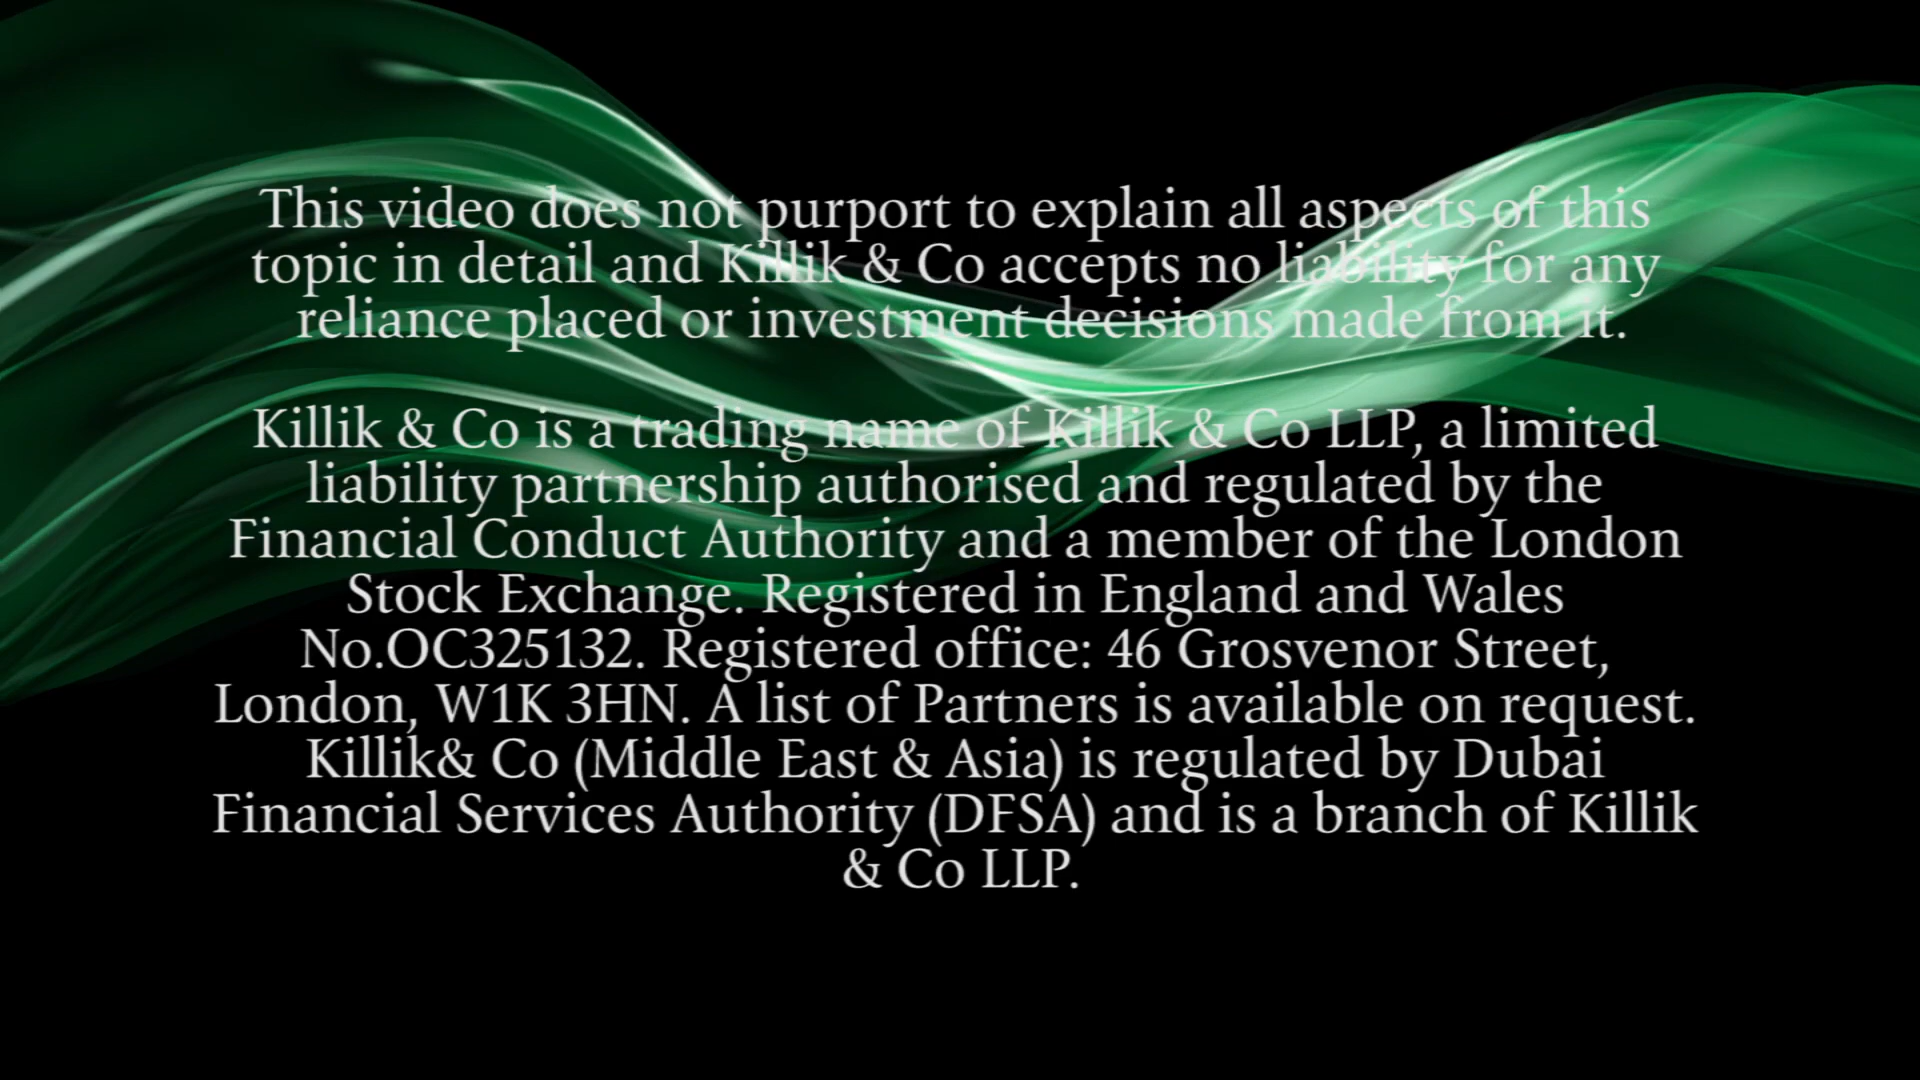 This video does not purport to explain all aspects of this
topic in detail and Killik & Co accepts no liability for any
reliance placed or investment decisions made from it.
Killik & Co is a trading name of Killik & Co LLP, a limited
liability partnership authorised and regulated by the
Financial Conduct Authority and a member of the London
Stock Exchange. Registered in England and Wales
No.OC325132. Registered office: 46 Grosvenor Street,
London, W1K 3HN. A list of Partners is available on request.
Killik& Co (Middle East & Asia) is regulated by Dubai
Financial Services Authority (DFSA) and is a branch of Killik
& Co LLP.